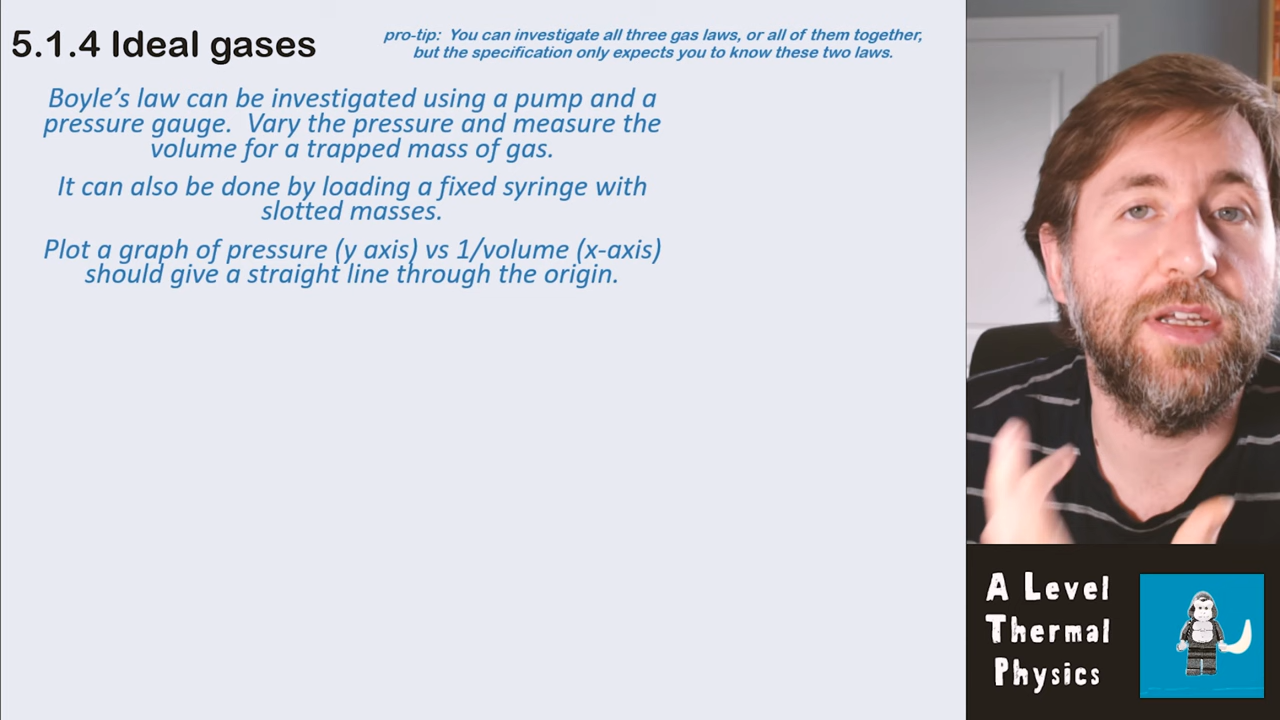 5.1.4 Ideal gases
pro-tip: You can investigate all three gas laws, or all of them together,
but the specification only expects you to know these two laws.
Boyle's law can be investigated using a pump and a
pressure gauge. Vary the pressure and measure the
volume for a trapped mass of gas.
It can also be done by loading a fixed syringe with
slotted masses.
Plot a graph of pressure (y axis) vs 1/volume (x-axis)
should give a straight line through the origin.
A Level
Thermal
Physics